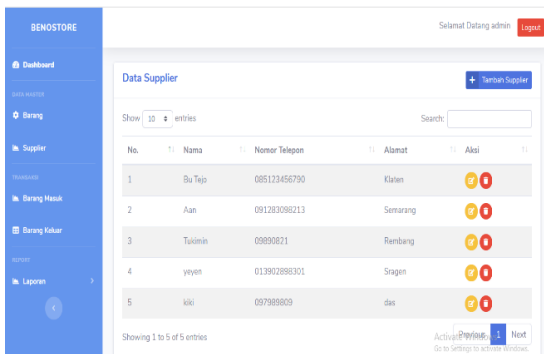 BENOSTORE
Selamat Datang admin Logout
Dashboard
DATA MASTER
Barang
Supplier
TRANSAKSI
Barang Masuk
Barang Keluar
REPORT
Laporan
Data Supplier
+ Tambah Supplier
Show 10 entries Search:
No. Nama Nomor Telepon Alamat Aksi
1 Bu Tejo 085123456790 Klaten
2 Aan 091283098213 Semarang
3 Tukimin 09890821 Rembang
4 yeyen 013902898301 Sragen
5 kiki 097989809 das
Showing 1 to 5 of 5 entries
Previous 1 Next
Activate Windows
Go to Settings to activate Windows.